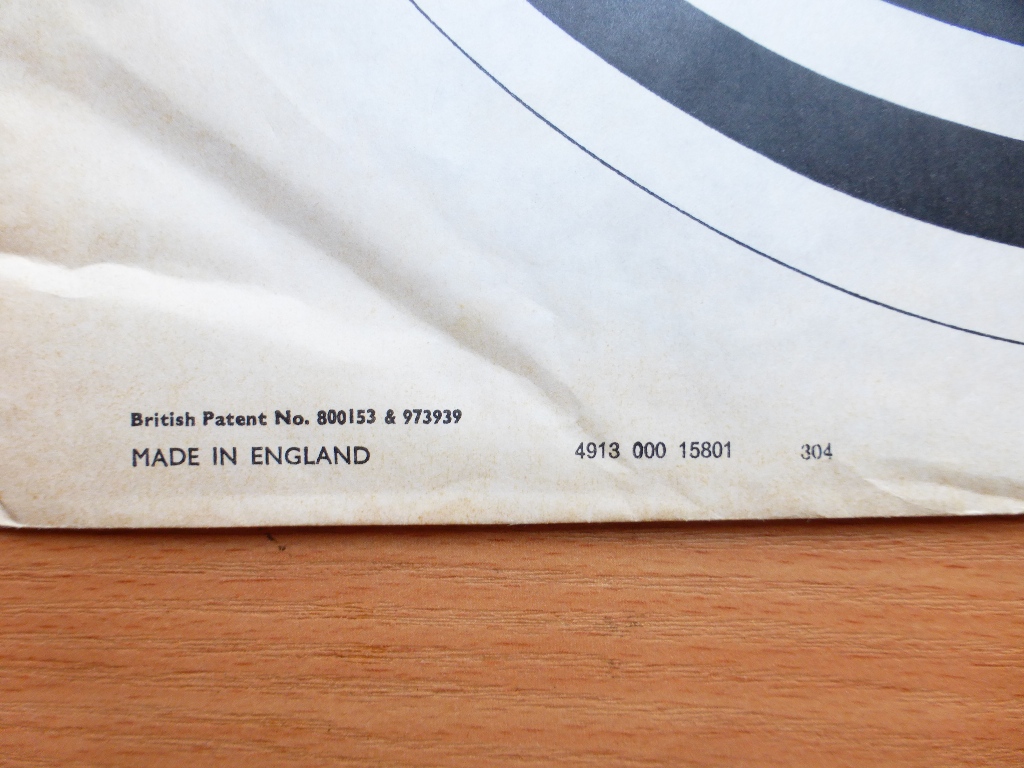 British Patent No. 800153 & 973939
MADE IN ENGLAND 4913 000 15801 304